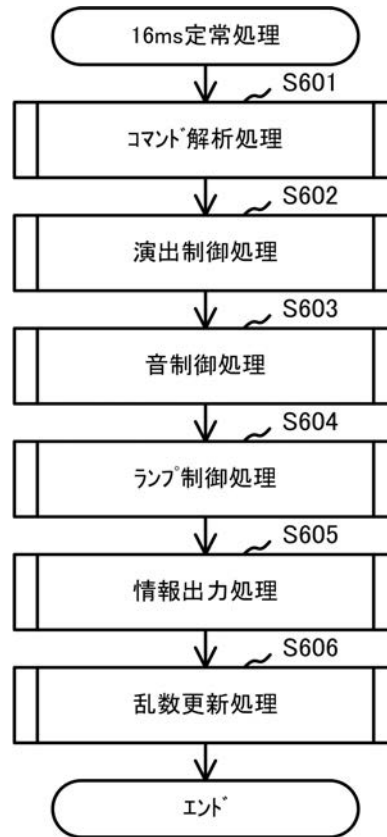 16ms定常処理
S601
ｺﾏﾝﾄﾞ解析処理
S602
演出制御処理
S603
音制御処理
S604
ﾗﾝﾌﾟ制御処理
S605
情報出力処理
S606
乱数更新処理
ｴﾝﾄﾞ